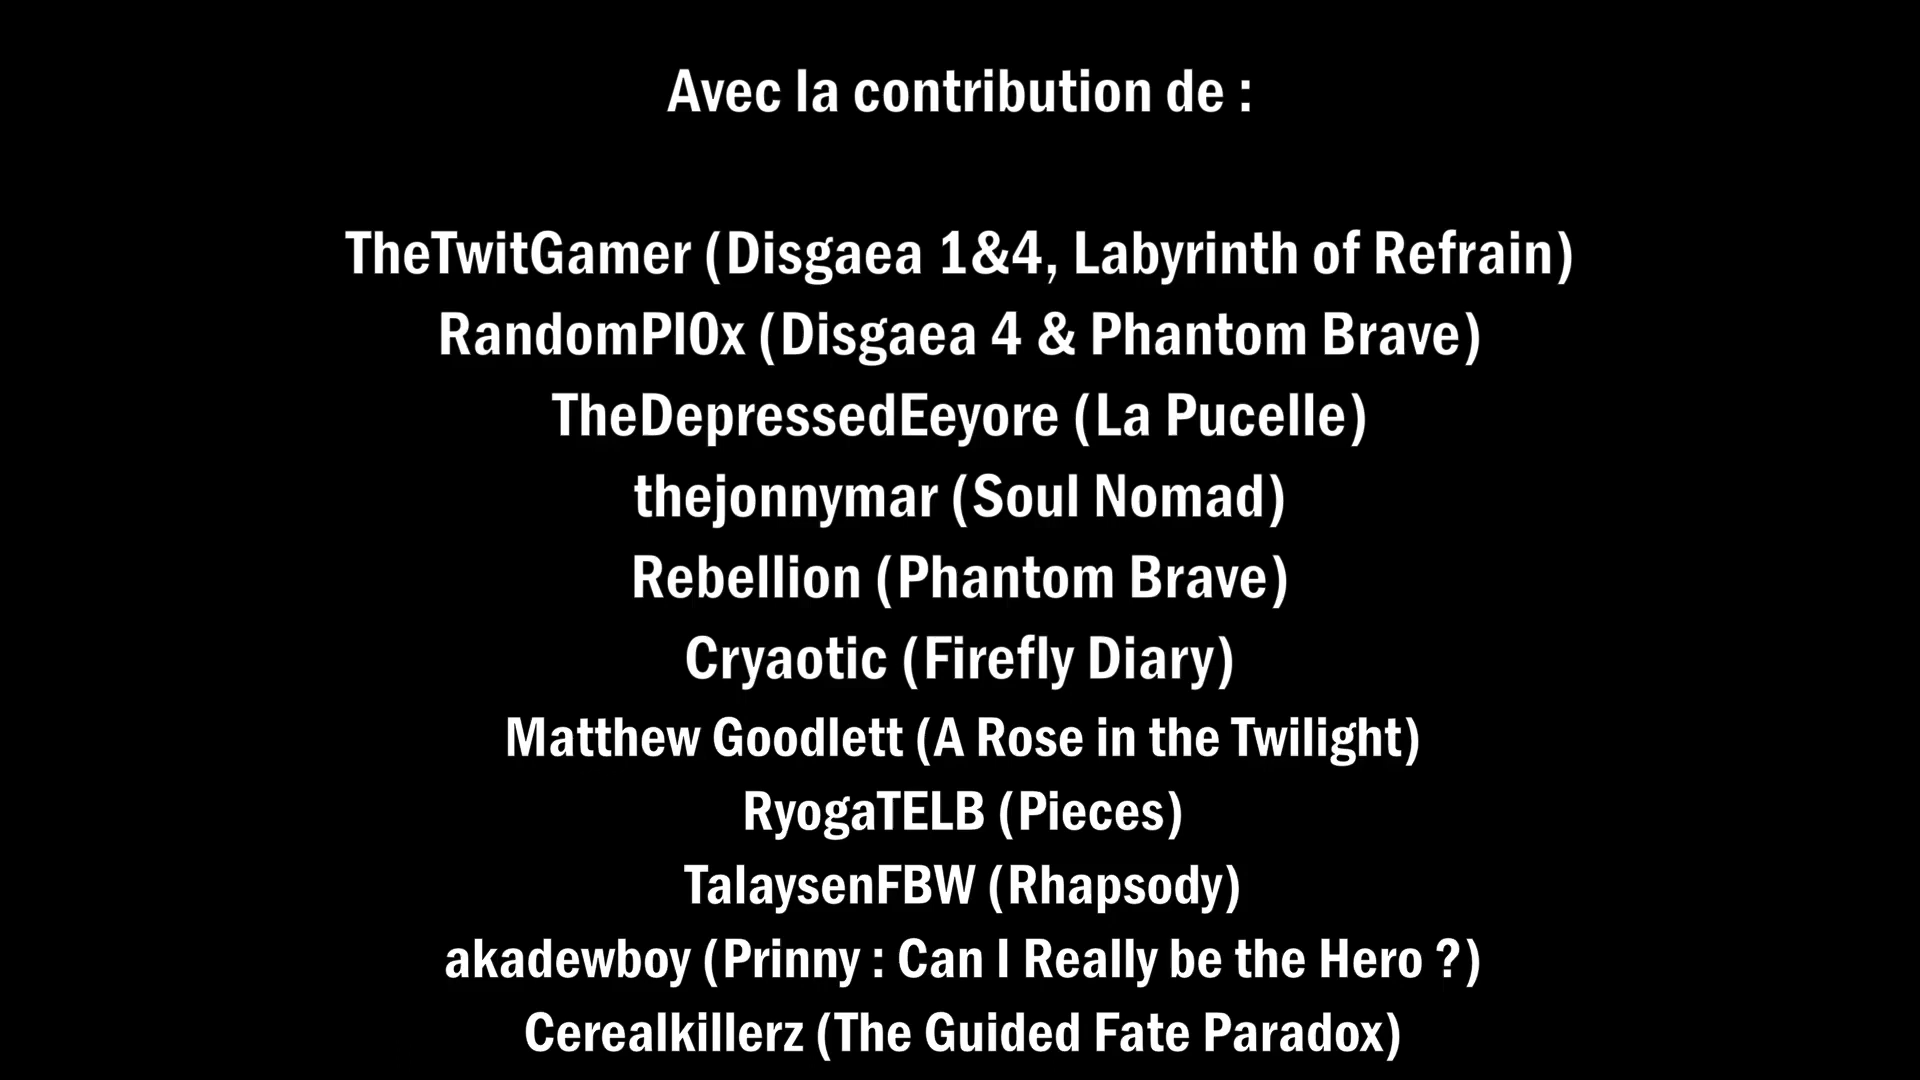 Avec la contribution de :
TheTwitGamer (Disgaea 1&4, Labyrinth of Refrain)
RandomPl0x (Disgaea 4 & Phantom Brave)
TheDepressedEeyore (La Pucelle)
thejonnymar (Soul Nomad)
Rebellion (Phantom Brave)
Cryaotic (Firefly Diary)
Matthew Goodlett (A Rose in the Twilight)
RyogaTELB (Pieces)
TalaysenFBW (Rhapsody)
akadewboy (Prinny : Can I Really be the Hero ?)
Cerealkillerz (The Guided Fate Paradox)